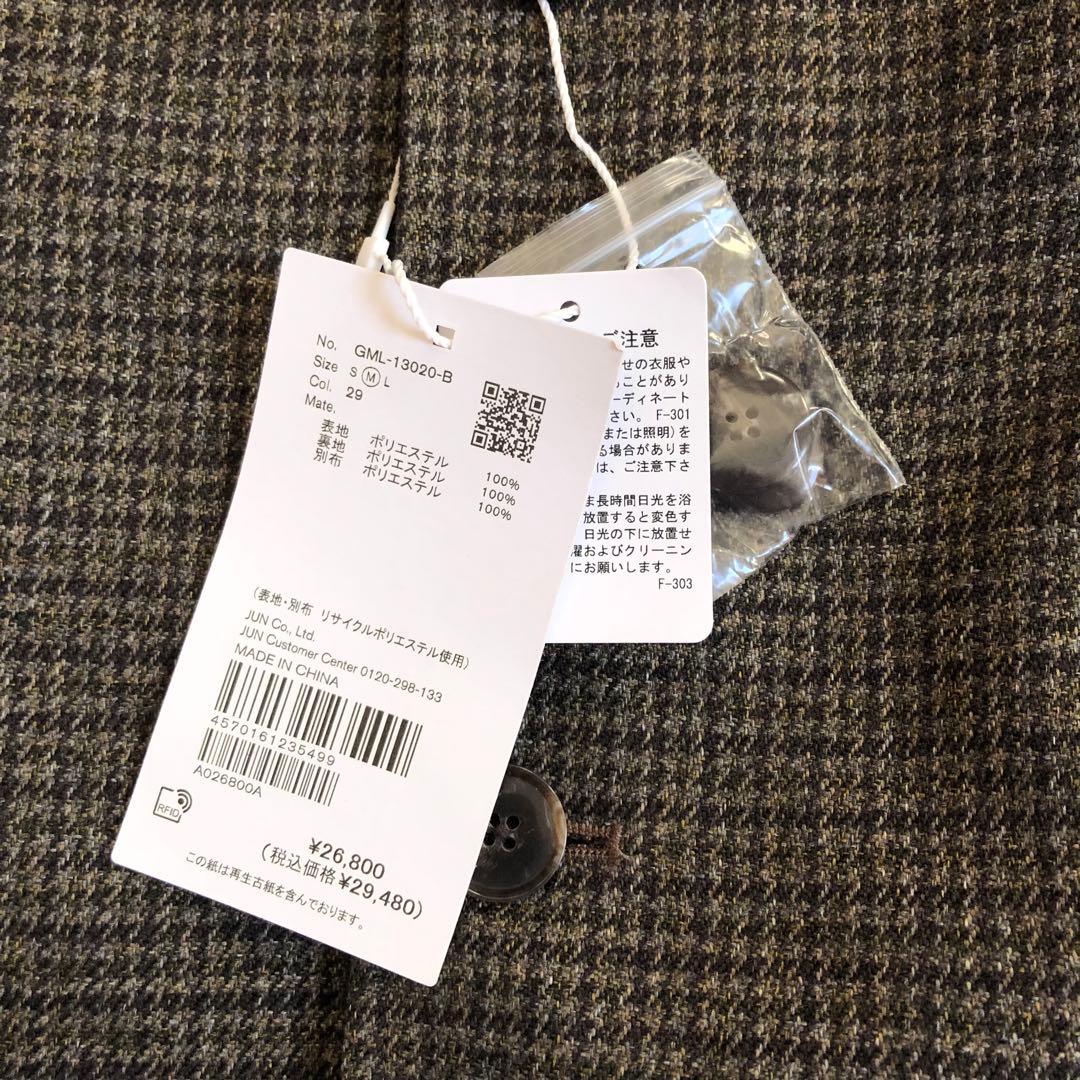 No. GML-13020-B
Size S M L
Col. 29
Mate.
表地 ポリエステル 100%
裏地 ポリエステル 100%
別布 ポリエステル 100%
(表地・別布 リサイクルポリエステル使用)
JUN Co., Ltd.
JUN Customer Center 0120-298-133
MADE IN CHINA
4570161235499
A026800A
RFID
¥26,800
(税込価格¥29,480)
この紙は再生古紙を含んでおります。
ご注意
せの衣服や
ことがあり
ーディネート
さい。 F-301
または照明)を
る場合がありま
は、ご注意下さ
ま長時間日光を浴
放置すると変色す
日光の下に放置せ
濯およびクリーニン
にお願いします。
F-303